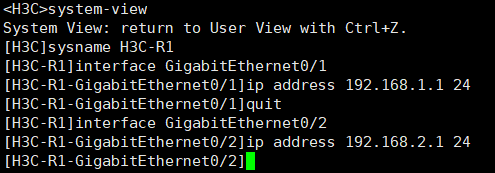 <H3C>system-view
System View: return to User View with Ctrl+Z.
[H3C]sysname H3C-R1
[H3C-R1]interface GigabitEthernet0/1
[H3C-R1-GigabitEthernet0/1]ip address 192.168.1.1 24
[H3C-R1-GigabitEthernet0/1]quit
[H3C-R1]interface GigabitEthernet0/2
[H3C-R1-GigabitEthernet0/2]ip address 192.168.2.1 24
[H3C-R1-GigabitEthernet0/2]